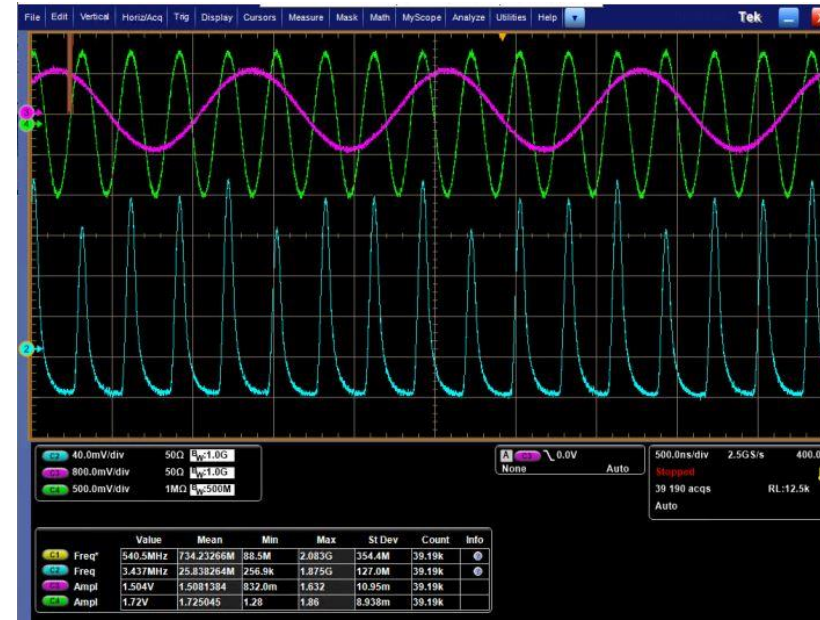 File Edit Vertical Horiz/Acq Trig Display Cursors Measure Mask Math MyScope Analyze Utilities Help Tek
C2 40.0mV/div 50Ω BW:1.0G
C3 800.0mV/div 50Ω BW:1.0G
C4 500.0mV/div 1MΩ BW:500M
A C3 0.0V
None Auto
500.0ns/div 2.5GS/s 400.0
Stopped
39 190 acqs RL:12.5k
Auto
Value Mean Min Max St Dev Count Info
C1 Freq* 540.5MHz 734.23266M 88.5M 2.083G 354.4M 39.19k
C2 Freq 3.437MHz 25.838264M 256.9k 1.875G 127.0M 39.19k
C3 Ampl 1.504V 1.5081384 832.0m 1.632 10.95m 39.19k
C4 Ampl 1.72V 1.725045 1.28 1.86 8.938m 39.19k